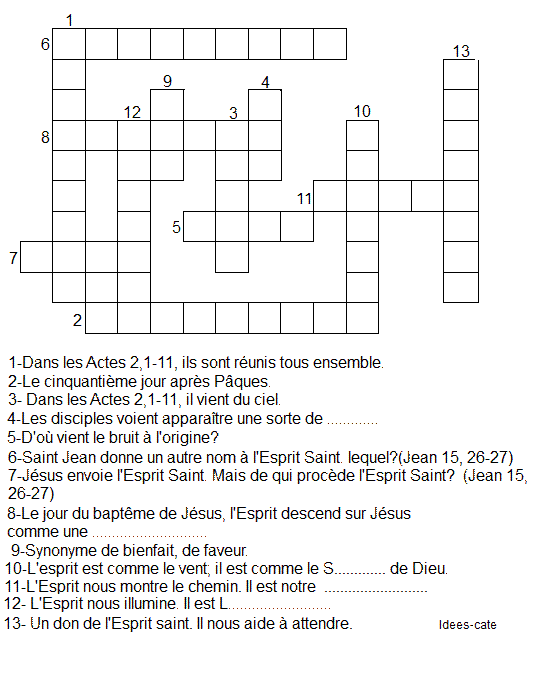 1
6
13
9
4
12
3
10
8
11
5
7
2
1-Dans les Actes 2,1-11, ils sont réunis tous ensemble.
2-Le cinquantième jour après Pâques.
3- Dans les Actes 2,1-11, il vient du ciel.
4-Les disciples voient apparaître une sorte de .............
5-D'où vient le bruit à l'origine?
6-Saint Jean donne un autre nom à l'Esprit Saint. lequel?(Jean 15, 26-27)
7-Jésus envoie l'Esprit Saint. Mais de qui procède l'Esprit Saint? (Jean 15,
26-27)
8-Le jour du baptême de Jésus, l'Esprit descend sur Jésus
comme une .............................
9-Synonyme de bienfait, de faveur.
10-L'esprit est comme le vent; il est comme le S............. de Dieu.
11-L'Esprit nous montre le chemin. Il est notre ..........................
12- L'Esprit nous illumine. Il est L..........................
13- Un don de l'Esprit saint. Il nous aide à attendre.
Idees-cate